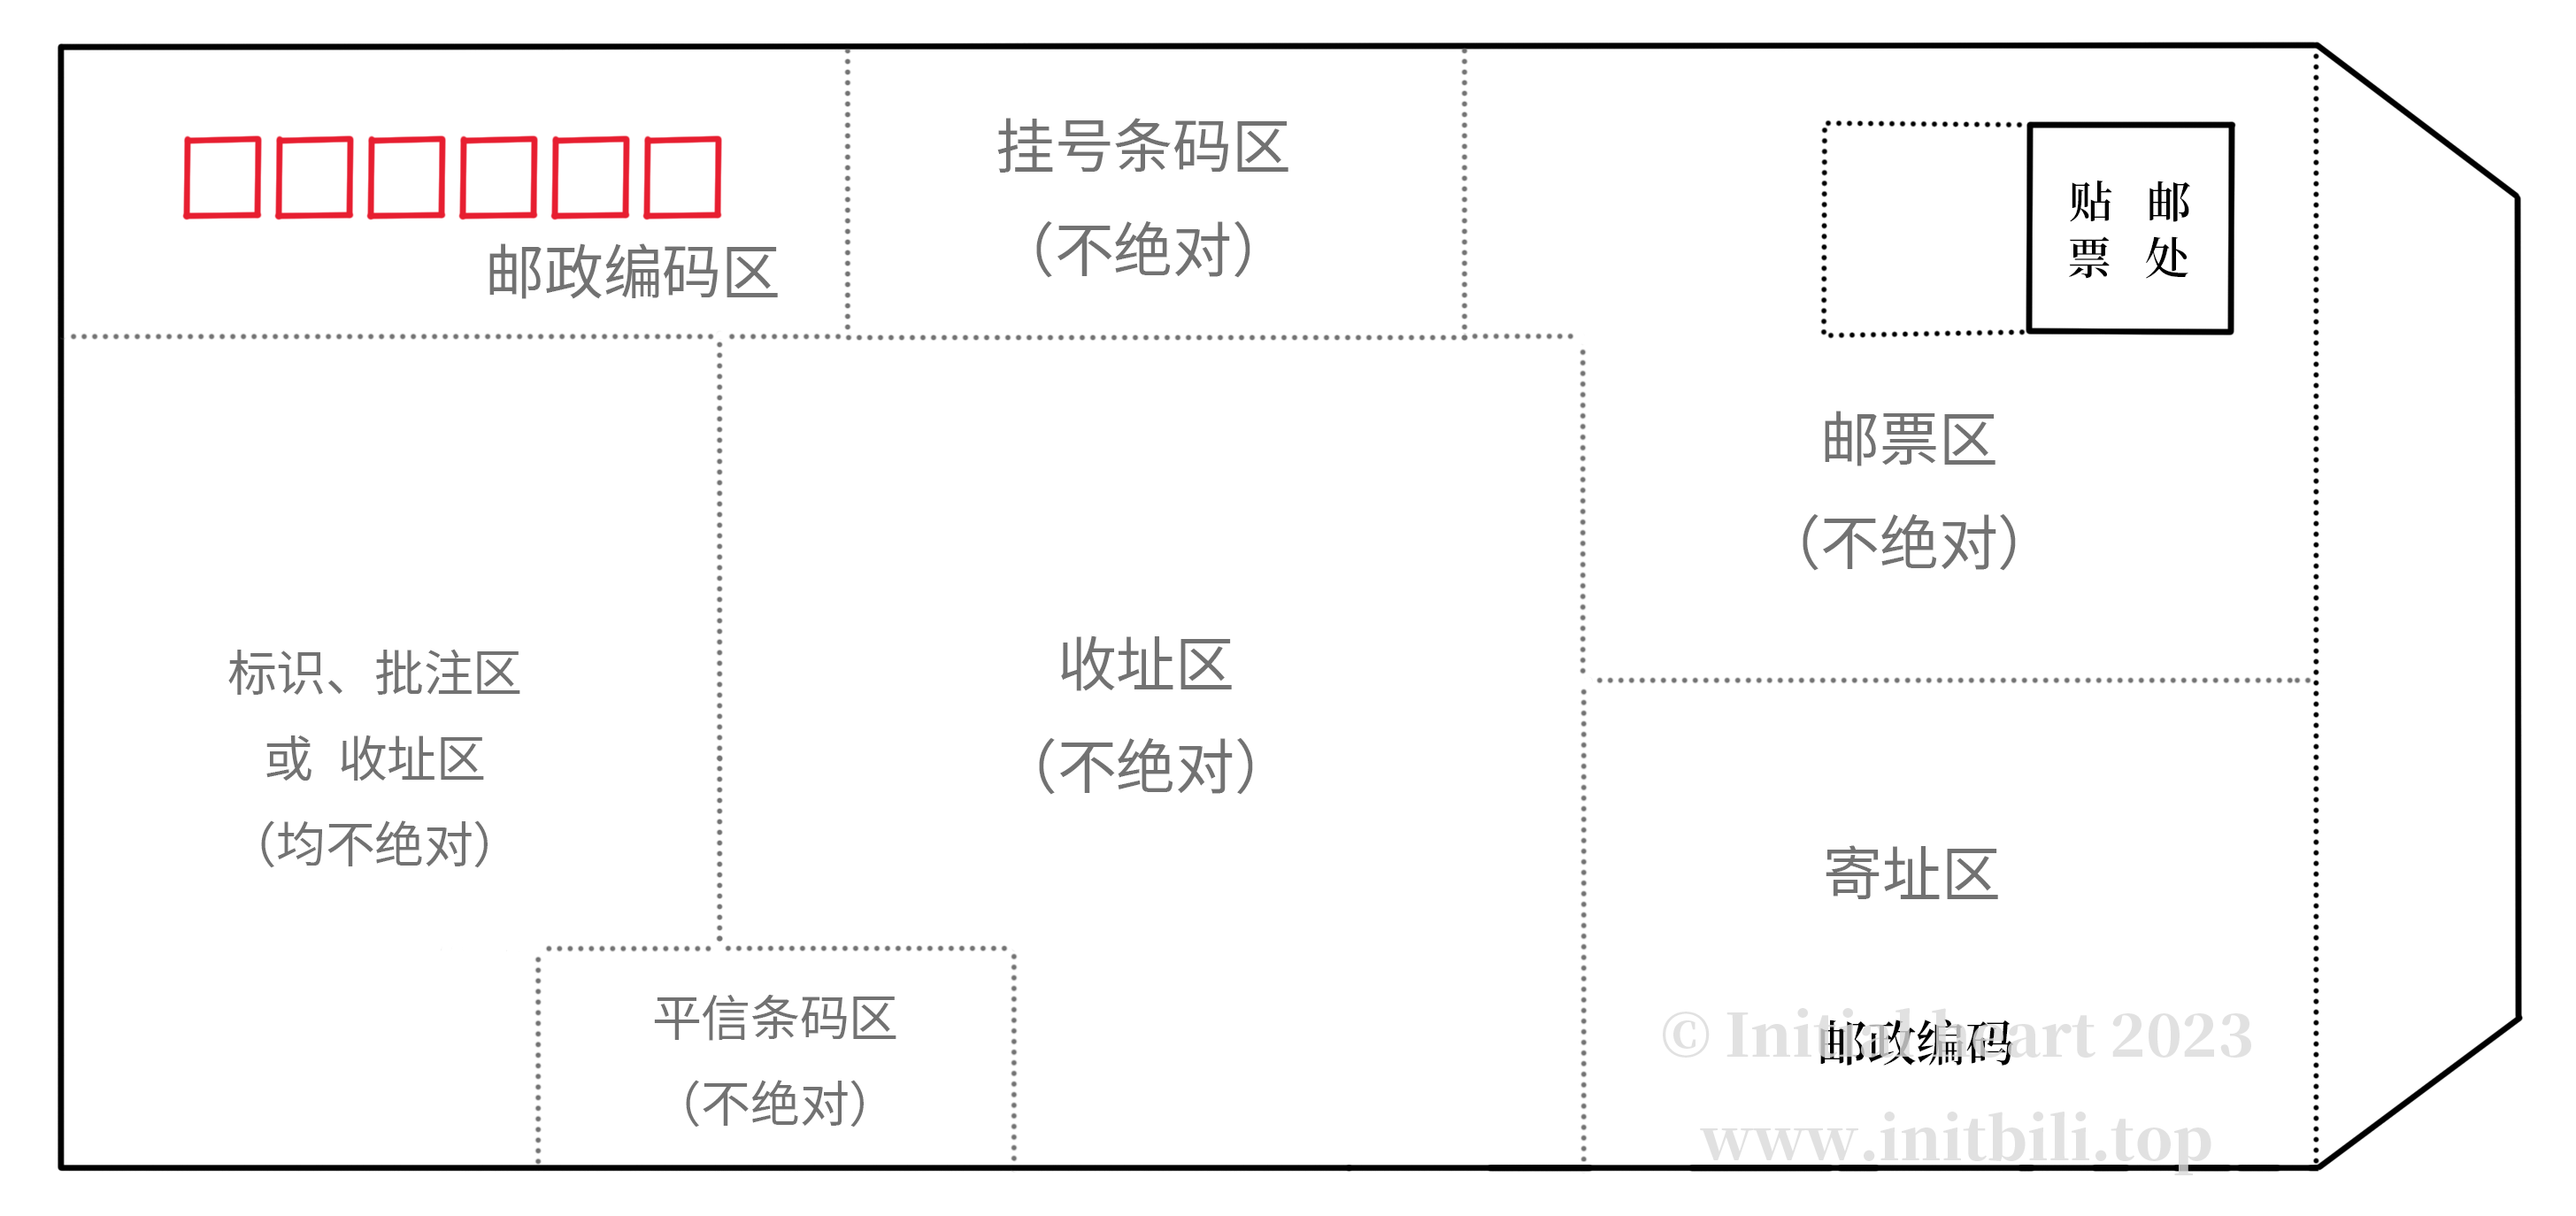 邮政编码区
挂号条码区
（不绝对）
贴 邮
票 处
邮票区
（不绝对）
标识、批注区
或 收址区
（均不绝对）
收址区
（不绝对）
寄址区
平信条码区
（不绝对）
邮政编码
© Initial heart 2023
www.initbili.top